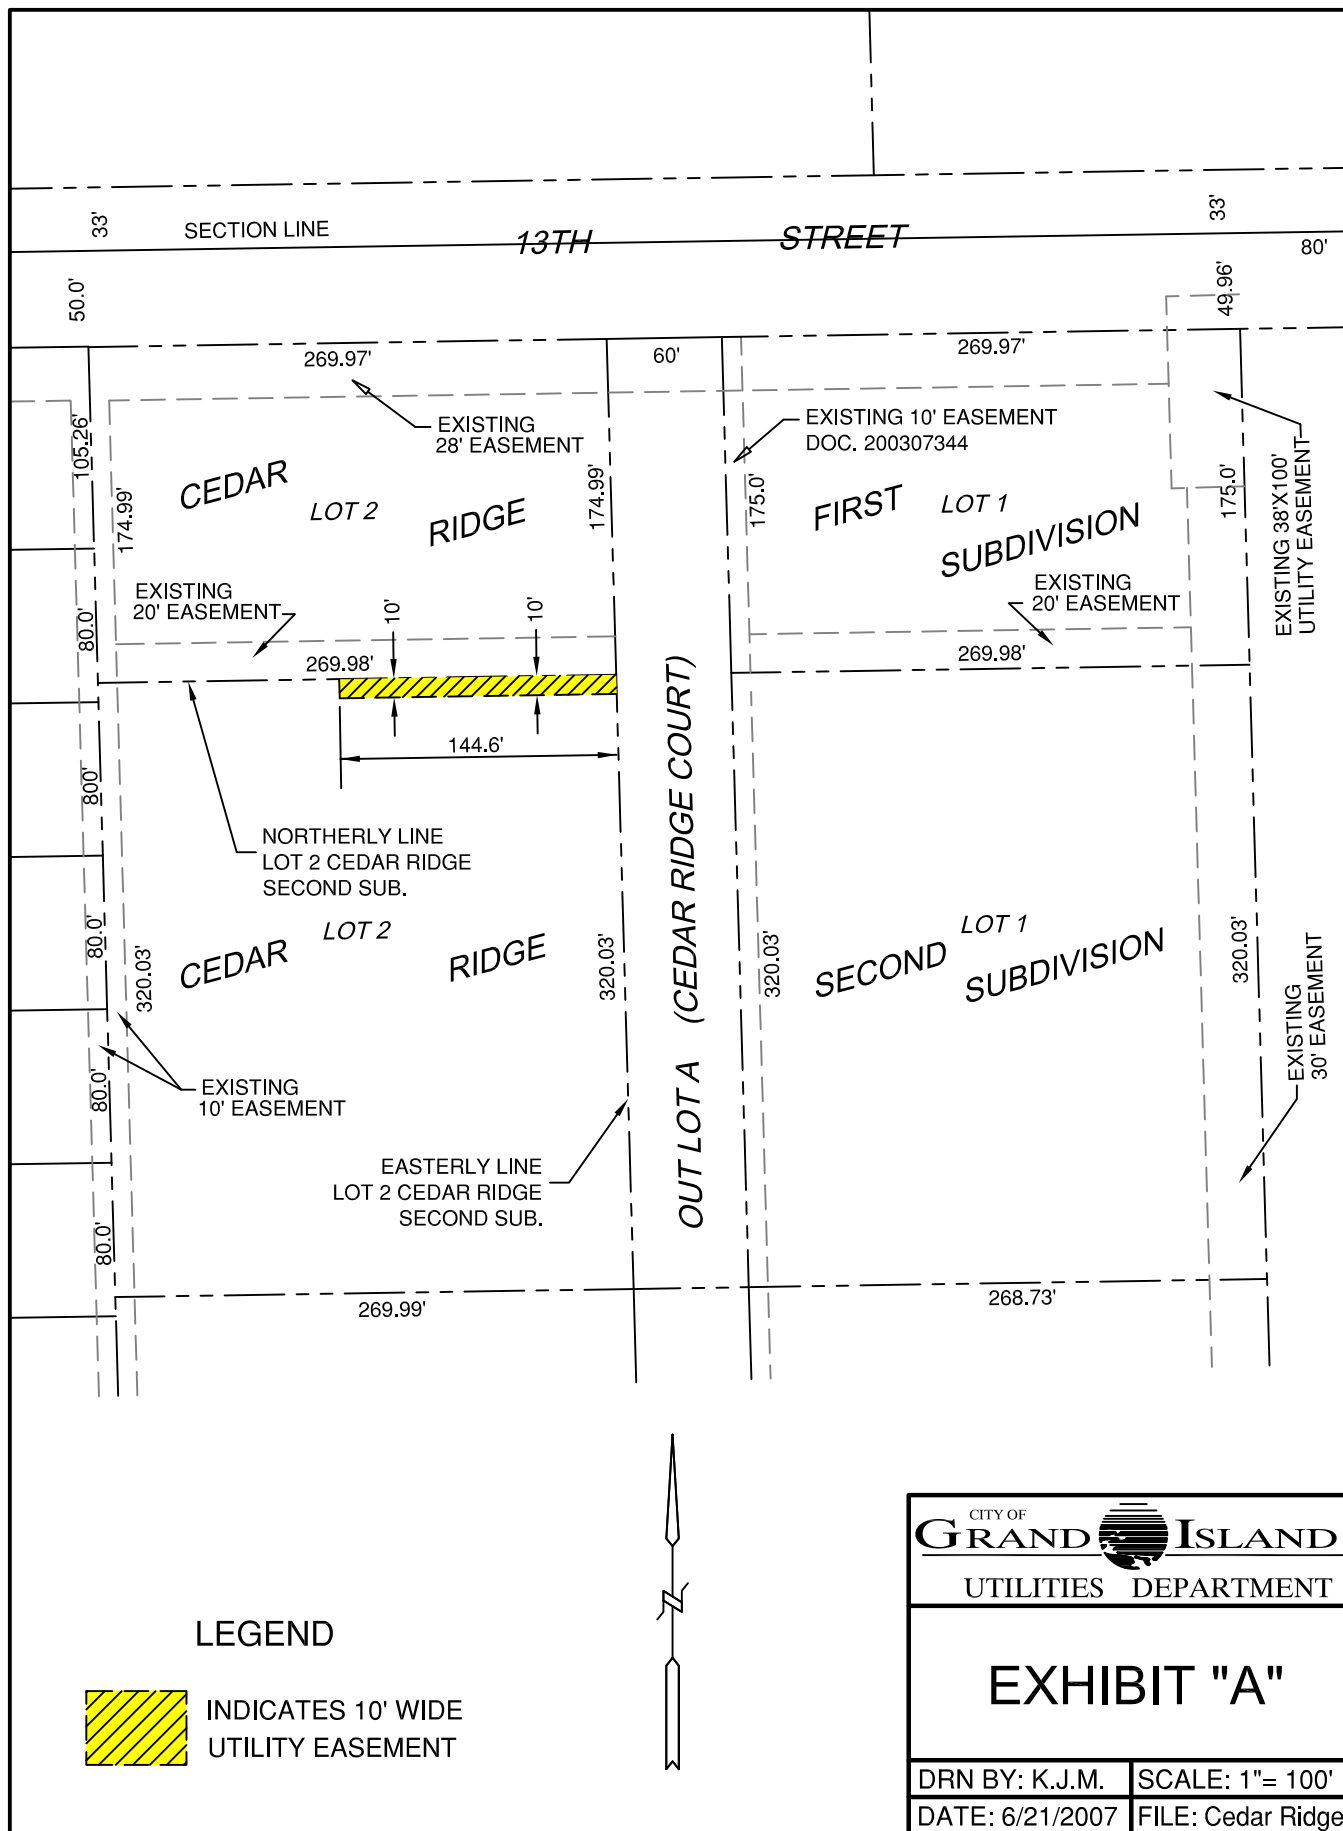 33'
SECTION LINE
13TH STREET
33'
80'
50.0'
49.96'
269.97'
60'
269.97'
EXISTING
28' EASEMENT
EXISTING 10' EASEMENT
DOC. 200307344
105.26'
174.99'
CEDAR
LOT 2
RIDGE
174.99'
175.0'
FIRST
LOT 1
SUBDIVISION
175.0'
EXISTING 38'X100'
UTILITY EASEMENT
EXISTING
20' EASEMENT
10'
10'
EXISTING
20' EASEMENT
80.0'
269.98'
269.98'
144.6'
800'
NORTHERLY LINE
LOT 2 CEDAR RIDGE
SECOND SUB.
OUT LOT A (CEDAR RIDGE COURT)
80.0'
320.03'
CEDAR
LOT 2
RIDGE
320.03'
320.03'
SECOND
LOT 1
SUBDIVISION
320.03'
EXISTING
30' EASEMENT
80.0'
EXISTING
10' EASEMENT
EASTERLY LINE
LOT 2 CEDAR RIDGE
SECOND SUB.
80.0'
269.99'
268.73'
LEGEND
INDICATES 10' WIDE
UTILITY EASEMENT
CITY OF
GRAND ISLAND
UTILITIES DEPARTMENT
EXHIBIT "A"
DRN BY: K.J.M.
SCALE: 1"= 100'
DATE: 6/21/2007
FILE: Cedar Ridge